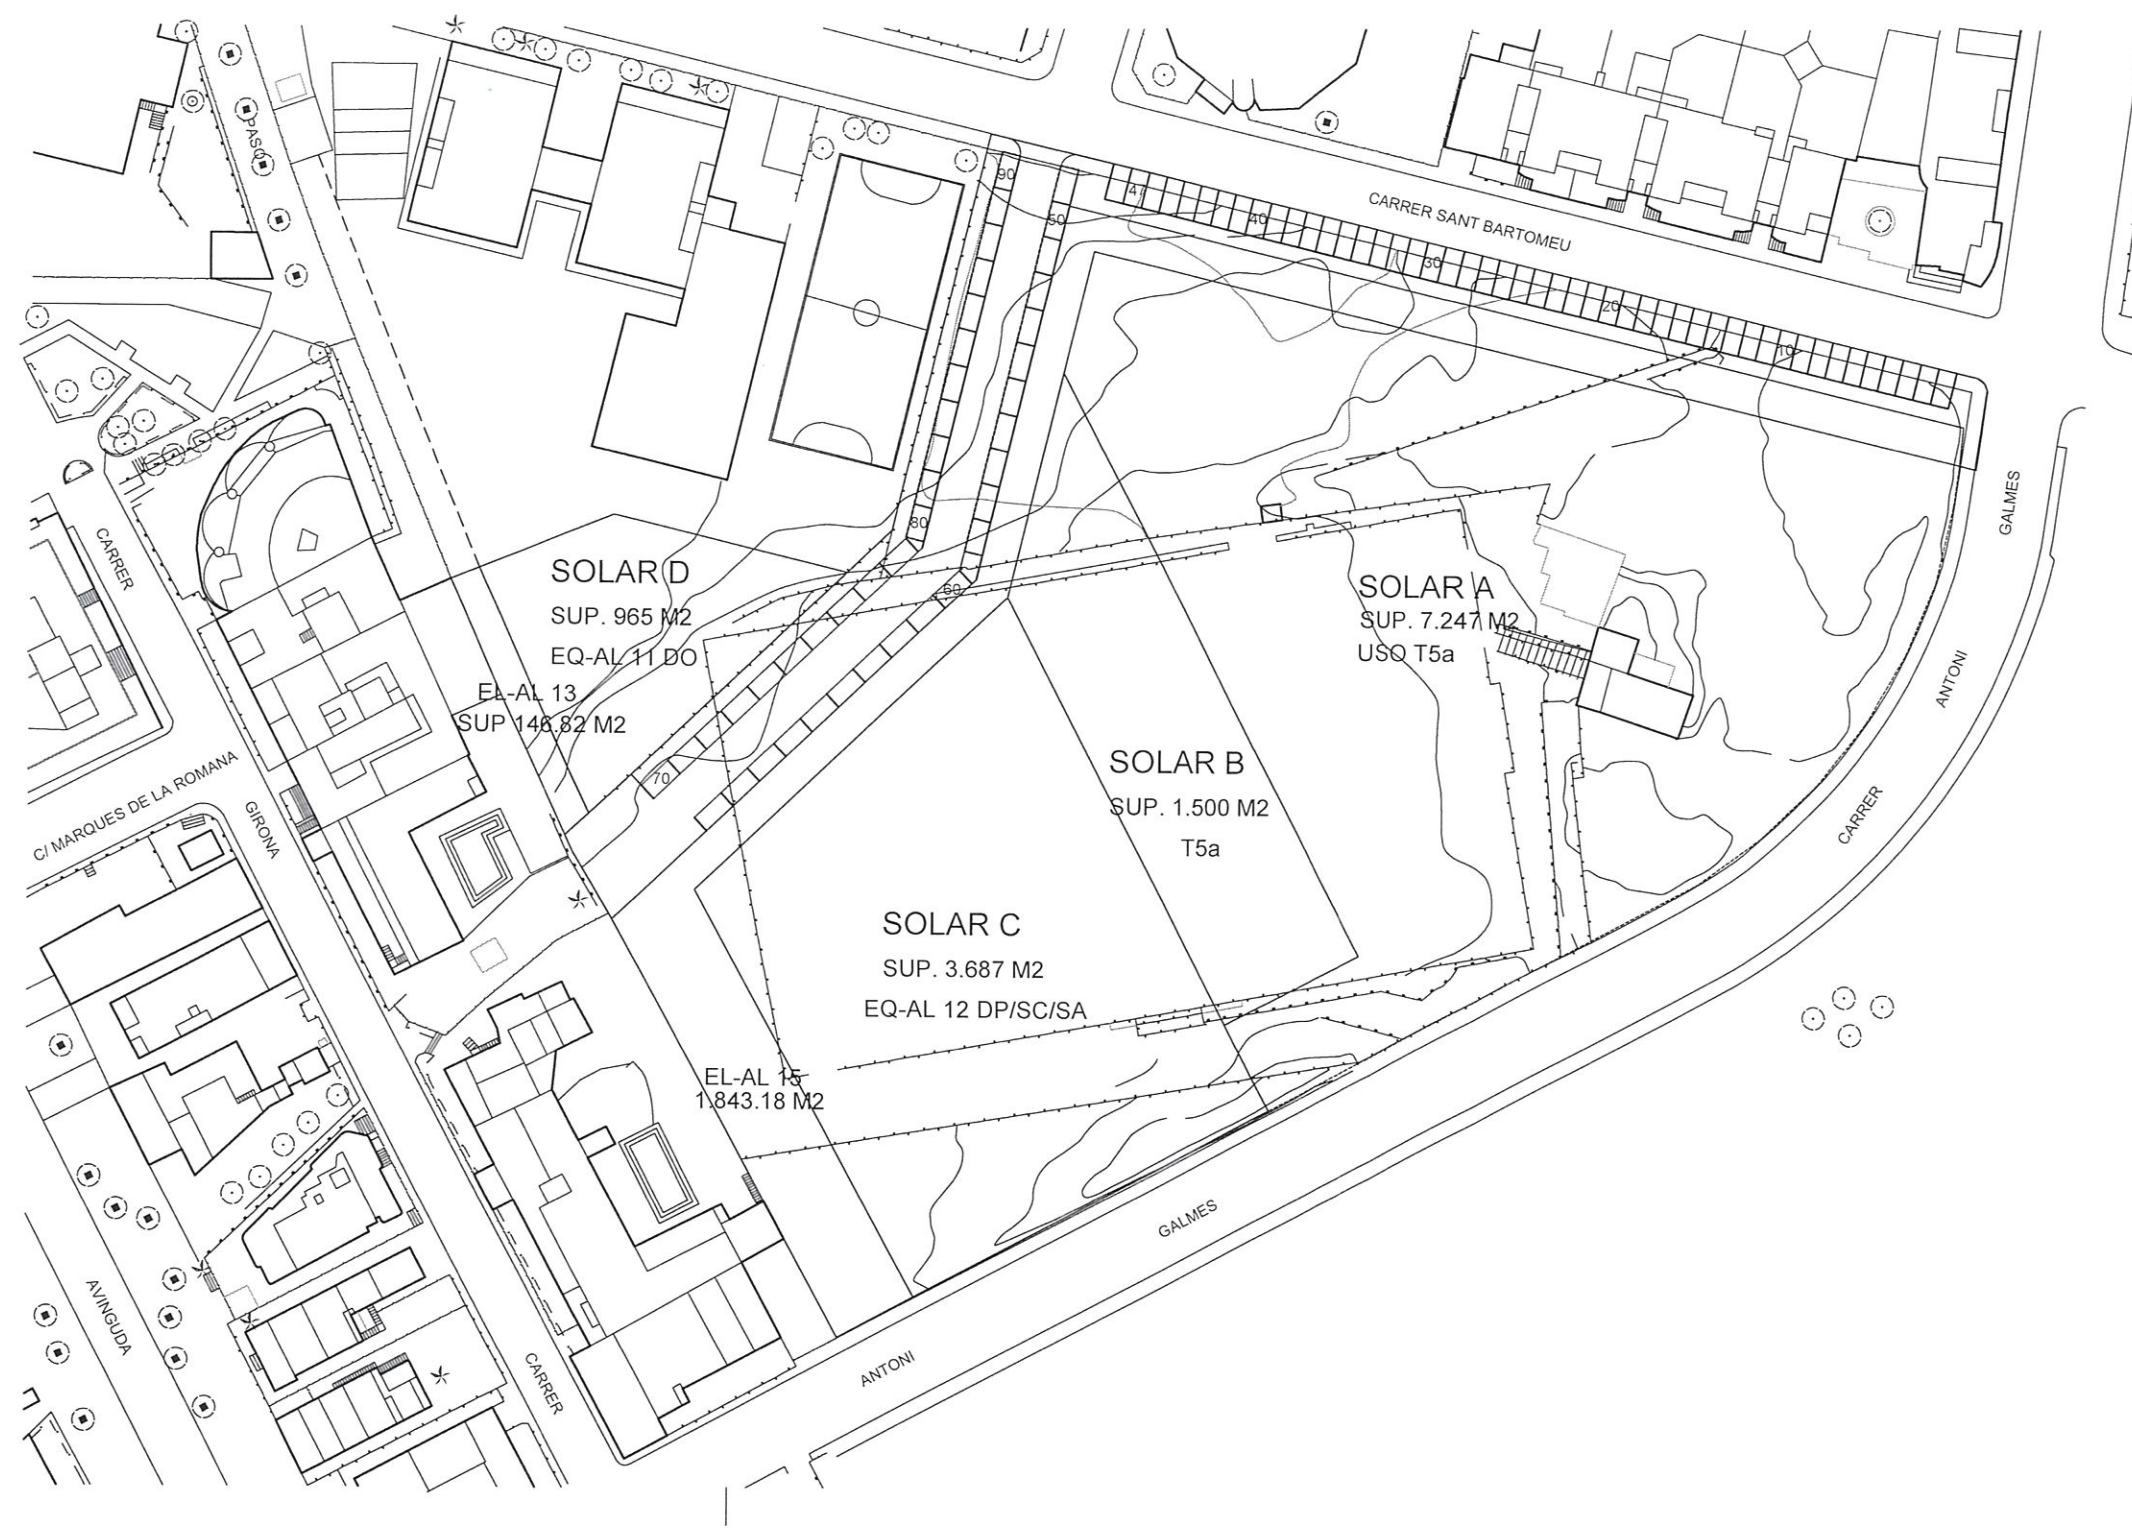 PASO
90
50
4
40
30
20
10
CARRER SANT BARTOMEU
GALMES
ANTONI
CARRER
80
60
70
SOLAR D
SUP. 965 M2
EQ-AL 11 DO
EL-AL 13
SUP 146.82 M2
SOLAR A
SUP. 7.247 M2
USO T5a
SOLAR B
SUP. 1.500 M2
T5a
SOLAR C
SUP. 3.687 M2
EQ-AL 12 DP/SC/SA
EL-AL 15
1.843.18 M2
CARRER
C/ MARQUES DE LA ROMANA
GIRONA
AVINGUDA
CARRER
ANTONI
GALMES